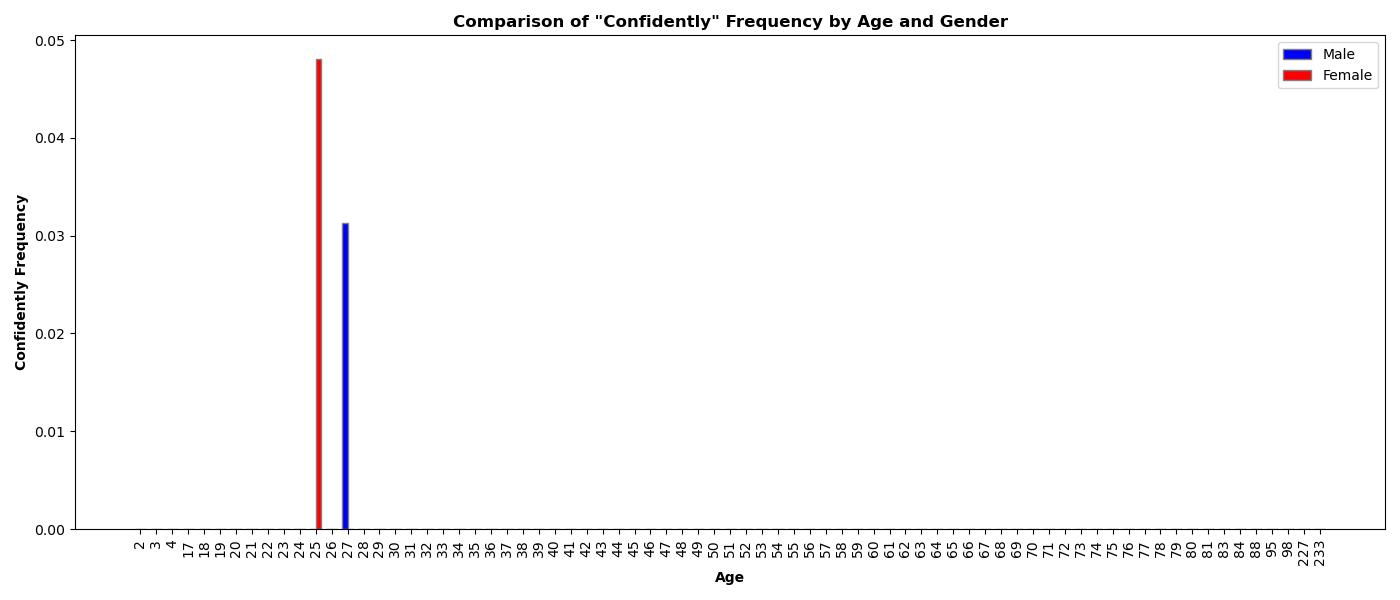 Comparison of "Confidently" Frequency by Age and Gender
Male
Female
Confidently Frequency
0.05
0.04
0.03
0.02
0.01
0.00
2 3 4 17 18 19 20 21 22 23 24 25 26 27 28 29 30 31 32 33 34 35 36 37 38 39 40 41 42 43 44 45 46 47 48 49 50 51 52 53 54 55 56 57 58 59 60 61 62 63 64 65 66 67 68 69 70 71 72 73 74 75 76 77 78 79 80 81 83 84 88 95 98 227 233
Age